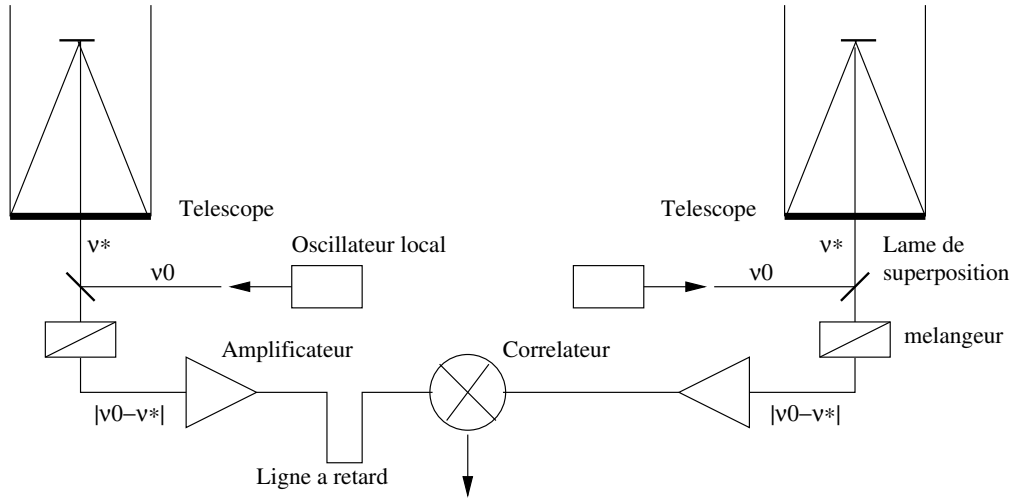 Telescope
Telescope
ν*
ν*
Oscillateur local
Lame de
superposition
ν0
ν0
melangeur
Amplificateur
Correlateur
|ν0–ν*|
|ν0–ν*|
Ligne a retard